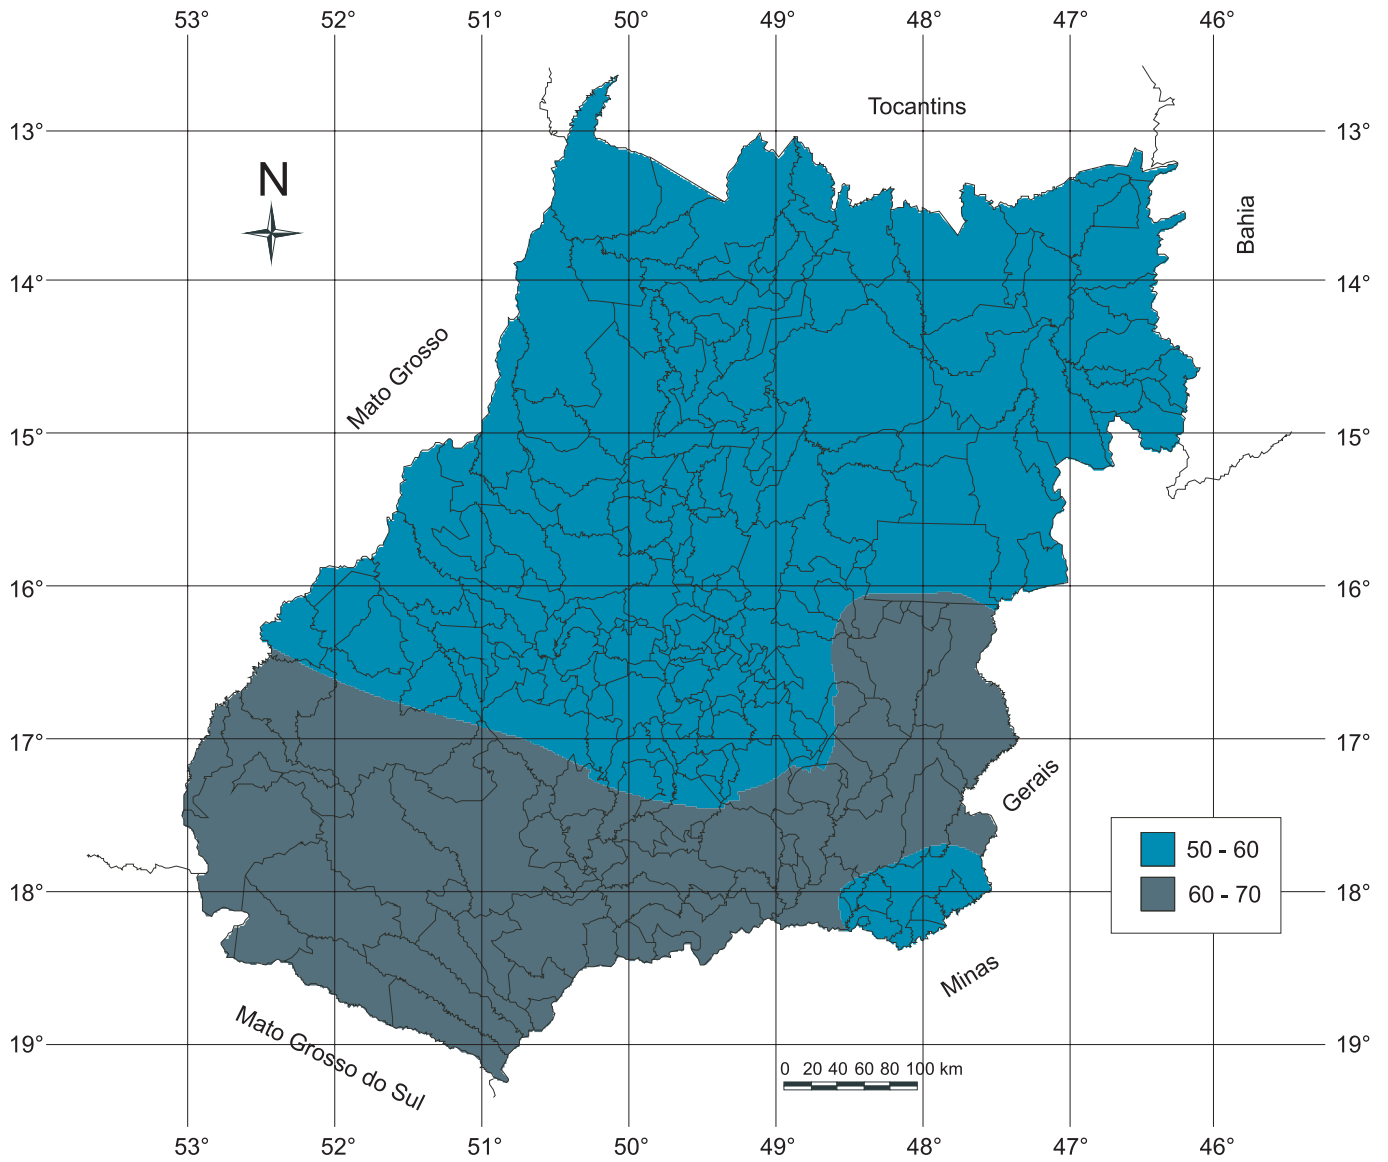 53° 52° 51° 50° 49° 48° 47° 46°
Tocantins
13° 13°
N
Bahia
14° 14°
Mato Grosso
15° 15°
16° 16°
17° 17°
Gerais
50 - 60
18° 60 - 70 18°
Minas
Mato Grosso do Sul
19° 19°
0 20 40 60 80 100 km
53° 52° 51° 50° 49° 48° 47° 46°